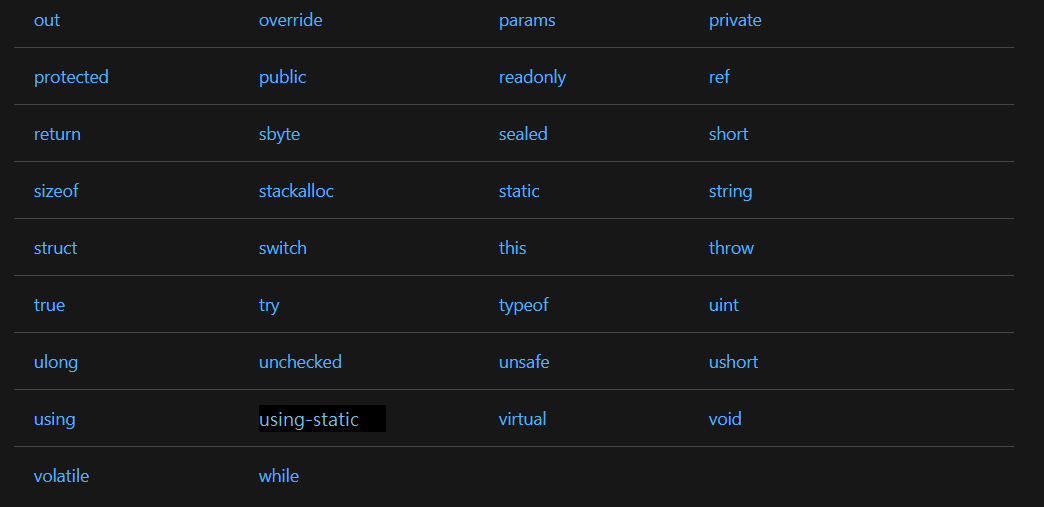 out override params private
protected public readonly ref
return sbyte sealed short
sizeof stackalloc static string
struct switch this throw
true try typeof uint
ulong unchecked unsafe ushort
using using-static virtual void
volatile while